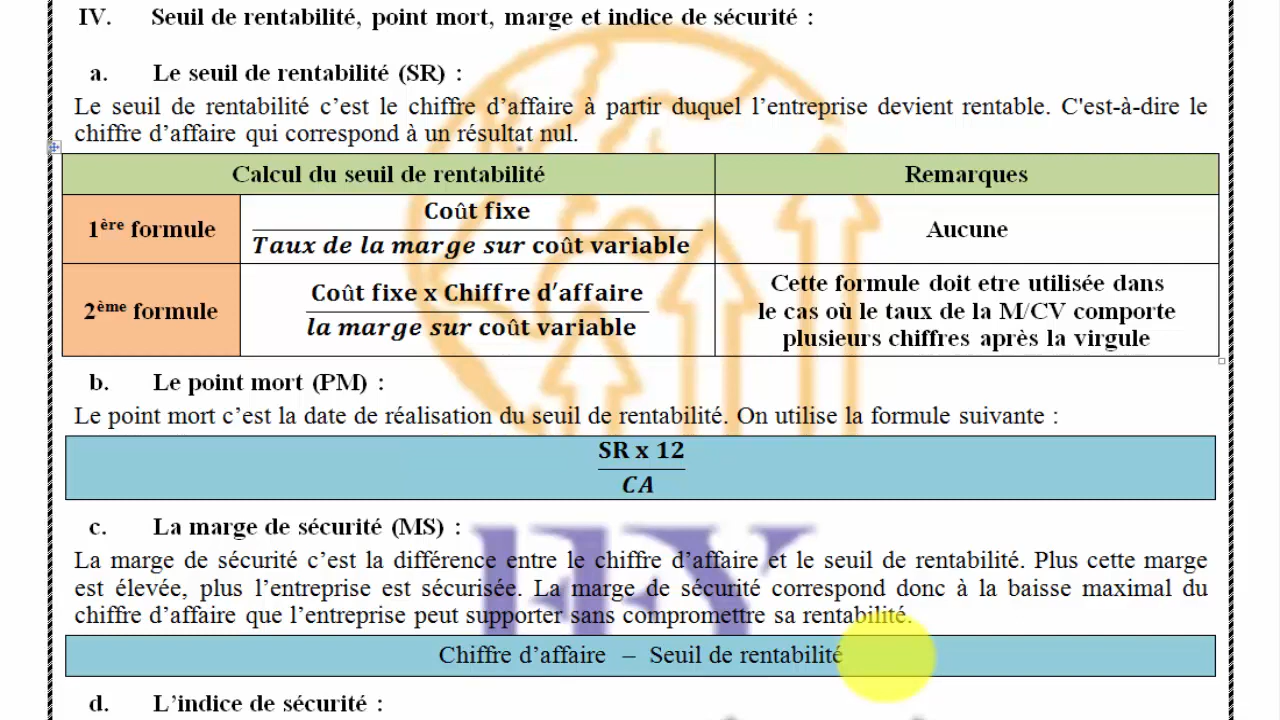 IV. Seuil de rentabilité, point mort, marge et indice de sécurité :
a. Le seuil de rentabilité (SR) :
Le seuil de rentabilité c’est le chiffre d’affaire à partir duquel l’entreprise devient rentable. C'est-à-dire le
chiffre d’affaire qui correspond à un résultat nul.
Calcul du seuil de rentabilité
Remarques
1ère formule
Coût fixe
Taux de la marge sur coût variable
Aucune
2ème formule
Coût fixe x Chiffre d′affaire
la marge sur coût variable
Cette formule doit etre utilisée dans
le cas où le taux de la M/CV comporte
plusieurs chiffres après la virgule
b. Le point mort (PM) :
Le point mort c’est la date de réalisation du seuil de rentabilité. On utilise la formule suivante :
SR x 12
CA
c. La marge de sécurité (MS) :
La marge de sécurité c’est la différence entre le chiffre d’affaire et le seuil de rentabilité. Plus cette marge
est élevée, plus l’entreprise est sécurisée. La marge de sécurité correspond donc à la baisse maximal du
chiffre d’affaire que l’entreprise peut supporter sans compromettre sa rentabilité.
Chiffre d’affaire – Seuil de rentabilité
d. L’indice de sécurité :